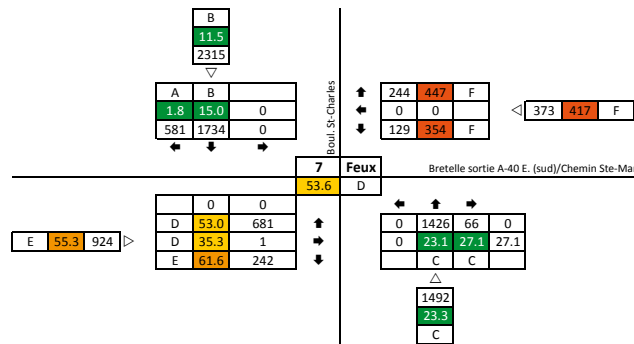 B
11.5
2315
A B
1.8 15.0 0
581 1734 0
Boul. St-Charles
244 447 F
0 0
129 354 F
373 417 F
7 Feux
53.6 D
Bretelle sortie A-40 E. (sud)/Chemin Ste-Mar
0 0
D 53.0 681
D 35.3 1
E 61.6 242
E 55.3 924
0 1426 66 0
0 23.1 27.1 27.1
C C
1492
23.3
C